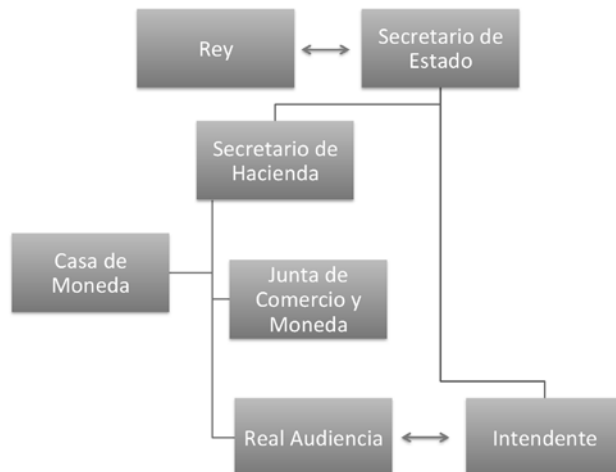 Rey
Secretario de
Estado
Secretario de
Hacienda
Casa de
Moneda
Junta de
Comercio y
Moneda
Real Audiencia
Intendente